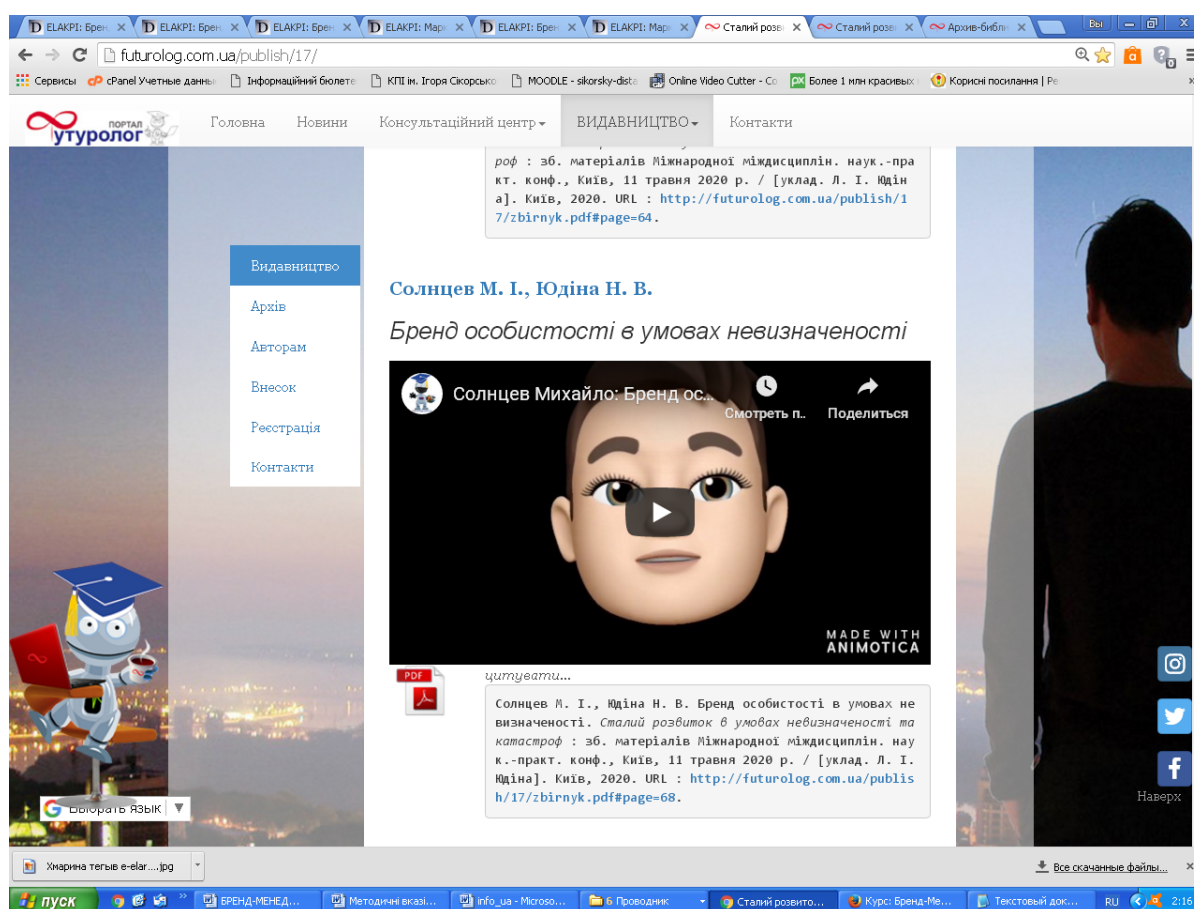 ELAKPI: Брен
ELAKPI: Брен
ELAKPI: Брен
ELAKPI: Марк
ELAKPI: Брен
ELAKPI: Марк
Сталий розви
Сталий розви
Архив-библи
Вы
futurolog.com.ua/publish/17/
Сервисы
cPanel Учетные данны
Інформаційний бюлете
КПІ ім. Ігоря Сікорсько
MOODLE - sikorsky-dista
Online Video Cutter - Co
Более 1 млн красивых
Корисні посилання | Ре
ПОРТАЛ
утуролог
Головна
Новини
Консультаційний центр
ВИДАВНИЦТВО
Контакти
роф : зб. матеріалів Міжнародної міждисциплін. наук.-пра
кт. конф., Київ, 11 травня 2020 р. / [уклад. Л. І. Юдін
а]. Київ, 2020. URL : http://futurolog.com.ua/publish/1
7/zbirnyk.pdf#page=64.
Видавництво
Архів
Авторам
Внесок
Реєстрація
Контакти
Солнцев М. І., Юдіна Н. В.
Бренд особистості в умовах невизначеності
Солнцев Михайло: Бренд ос...
Смотреть п..
Поделиться
MADE WITH
ANIMOTICA
PDF
цитувати...
Солнцев М. І., Юдіна Н. В. Бренд особистості в умовах не
визначеності. Сталий розвиток в умовах невизначеності та
катастроф : зб. матеріалів Міжнародної міждисциплін. нау
к.-практ. конф., Київ, 11 травня 2020 р. / [уклад. Л. І.
Юдіна]. Київ, 2020. URL : http://futurolog.com.ua/publis
h/17/zbirnyk.pdf#page=68.
Наверх
Выбрать язык
Хмарина тегыв e-elar....jpg
Все скачанные файлы...
пуск
БРЕНД-МЕНЕД...
Методичні вказі...
info_ua - Microso...
6 Проводник
Сталий розвито...
Курс: Бренд-Ме...
Текстовый док...
RU
2:16